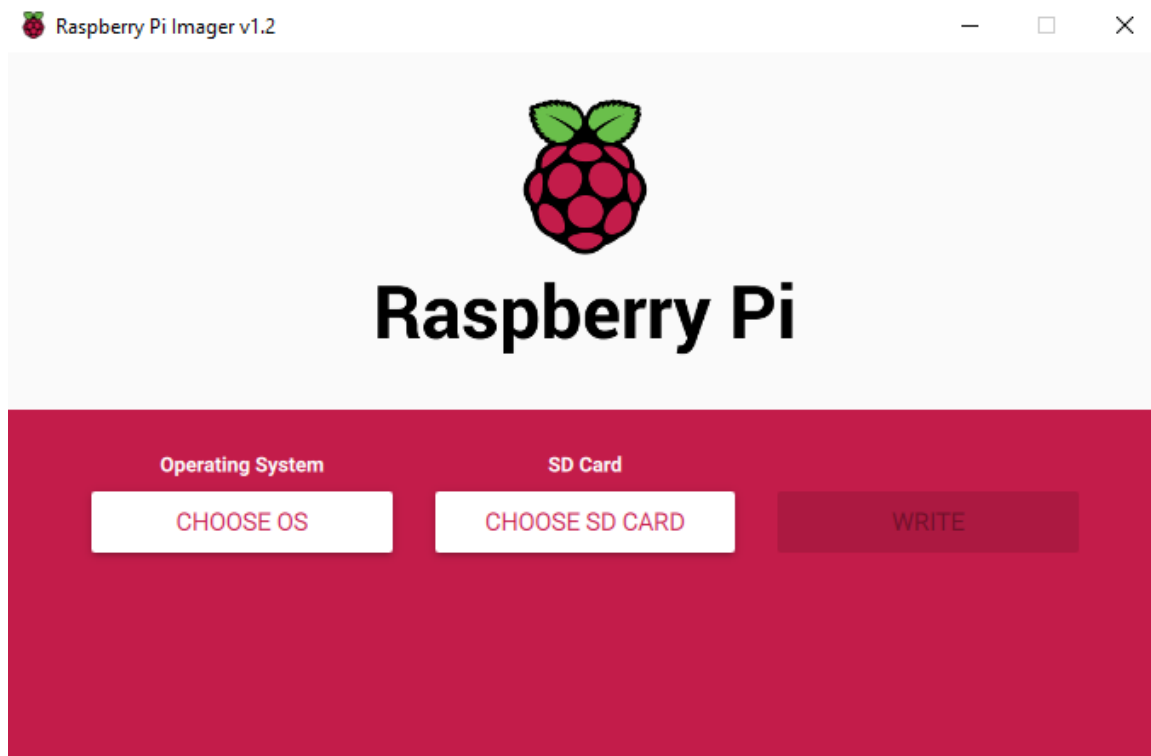 Raspberry Pi Imager v1.2
Raspberry Pi
Operating System
SD Card
CHOOSE OS
CHOOSE SD CARD
WRITE